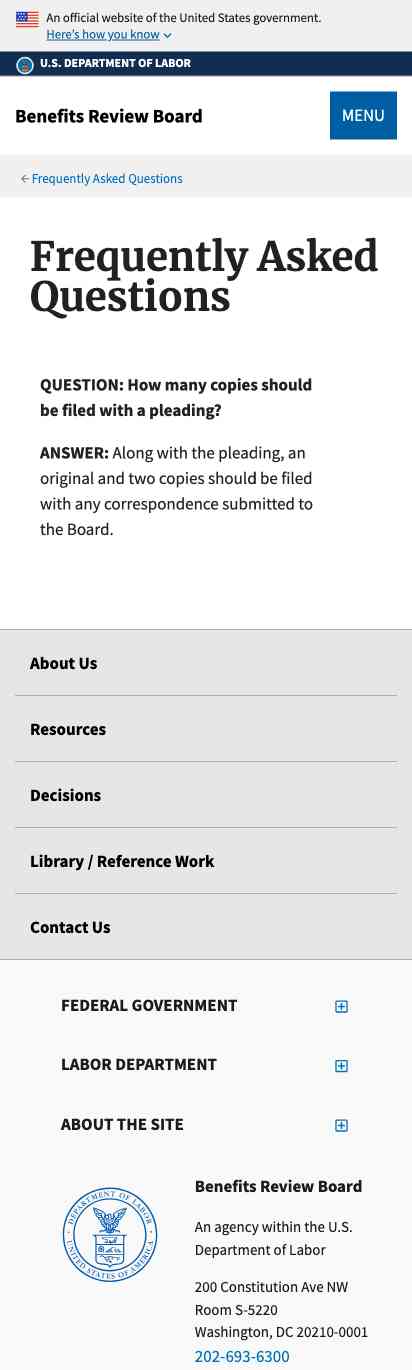 An official website of the United States government.
Here's how you know
U.S. DEPARTMENT OF LABOR
Benefits Review Board
MENU
Frequently Asked Questions
Frequently Asked
Questions
QUESTION: How many copies should
be filed with a pleading?
ANSWER: Along with the pleading, an
original and two copies should be filed
with any correspondence submitted to
the Board.
About Us
Resources
Decisions
Library / Reference Work
Contact Us
FEDERAL GOVERNMENT
LABOR DEPARTMENT
ABOUT THE SITE
DEPARTMENT OF LABOR
UNITED STATES OF AMERICA
Benefits Review Board
An agency within the U.S.
Department of Labor
200 Constitution Ave NW
Room S-5220
Washington, DC 20210-0001
202-693-6300